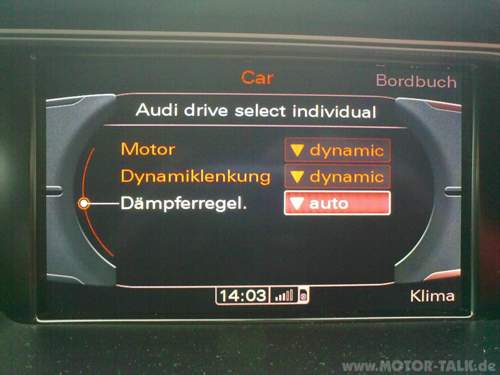 Car
Bordbuch
Audi drive select individual
Motor ▼ dynamic
Dynamiklenkung ▼ dynamic
Dämpferregel. ▼ auto
14:03
Klima
www.MOTOR-TALK.de